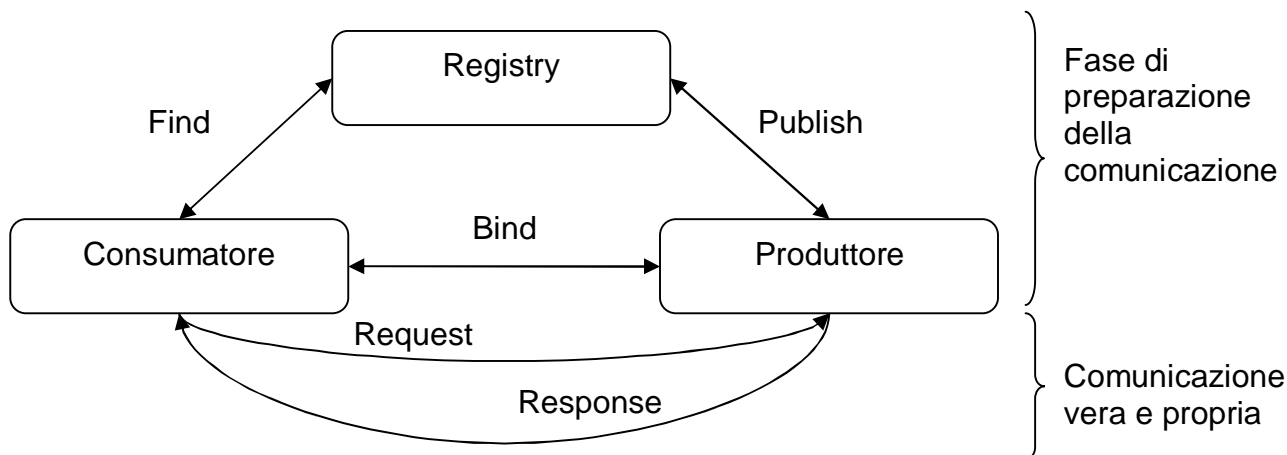 Registry
Find
Publish
Fase di
preparazione
della
comunicazione
Consumatore
Bind
Produttore
Request
Response
Comunicazione
vera e propria